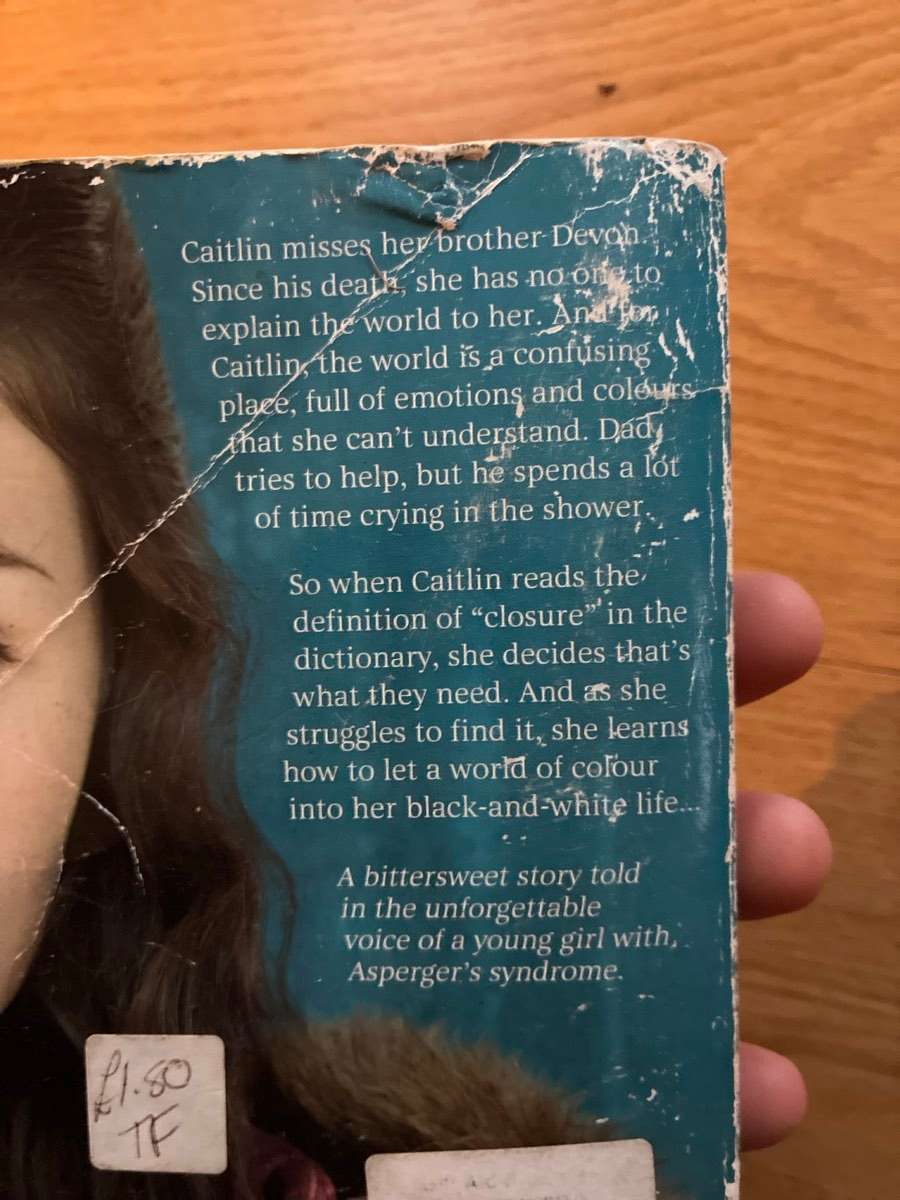 Caitlin misses her brother Devon.
Since his death, she has no one to
explain the world to her. And for
Caitlin, the world is a confusing
place, full of emotions and colours
that she can't understand. Dad
tries to help, but he spends a lot
of time crying in the shower.
So when Caitlin reads the
definition of “closure” in the
dictionary, she decides that's
what they need. And as she
struggles to find it, she learns
how to let a world of colour
into her black-and-white life...
A bittersweet story told
in the unforgettable
voice of a young girl with
Asperger's syndrome.
£1.80
TF